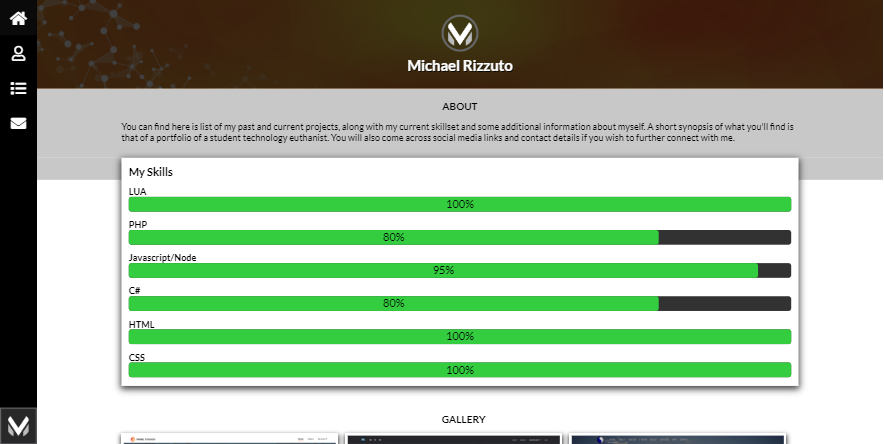 Michael Rizzuto
ABOUT
You can find here is list of my past and current projects, along with my current skillset and some additional information about myself. A short synopsis of what you'll find is
that of a portfolio of a student technology euthanist. You will also come across social media links and contact details if you wish to further connect with me.
My Skills
LUA
100%
PHP
80%
Javascript/Node
95%
C#
80%
HTML
100%
CSS
100%
GALLERY